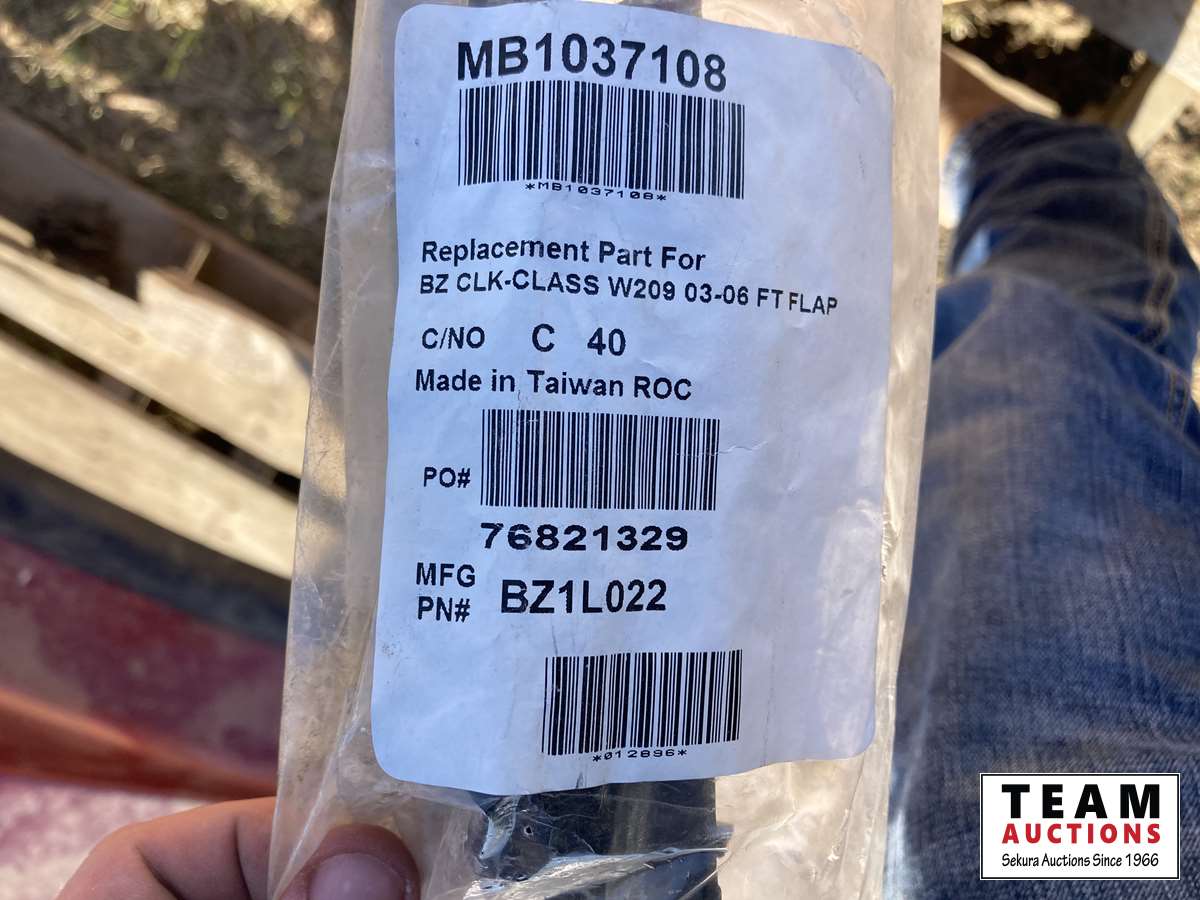 MB1037108
*MB1037108*
Replacement Part For
BZ CLK-CLASS W209 03-06 FT FLAP
C/NO C 40
Made in Taiwan ROC
PO#
76821329
MFG
PN# BZ1L022
*012896*
TEAM
AUCTIONS
Sekura Auctions Since 1966